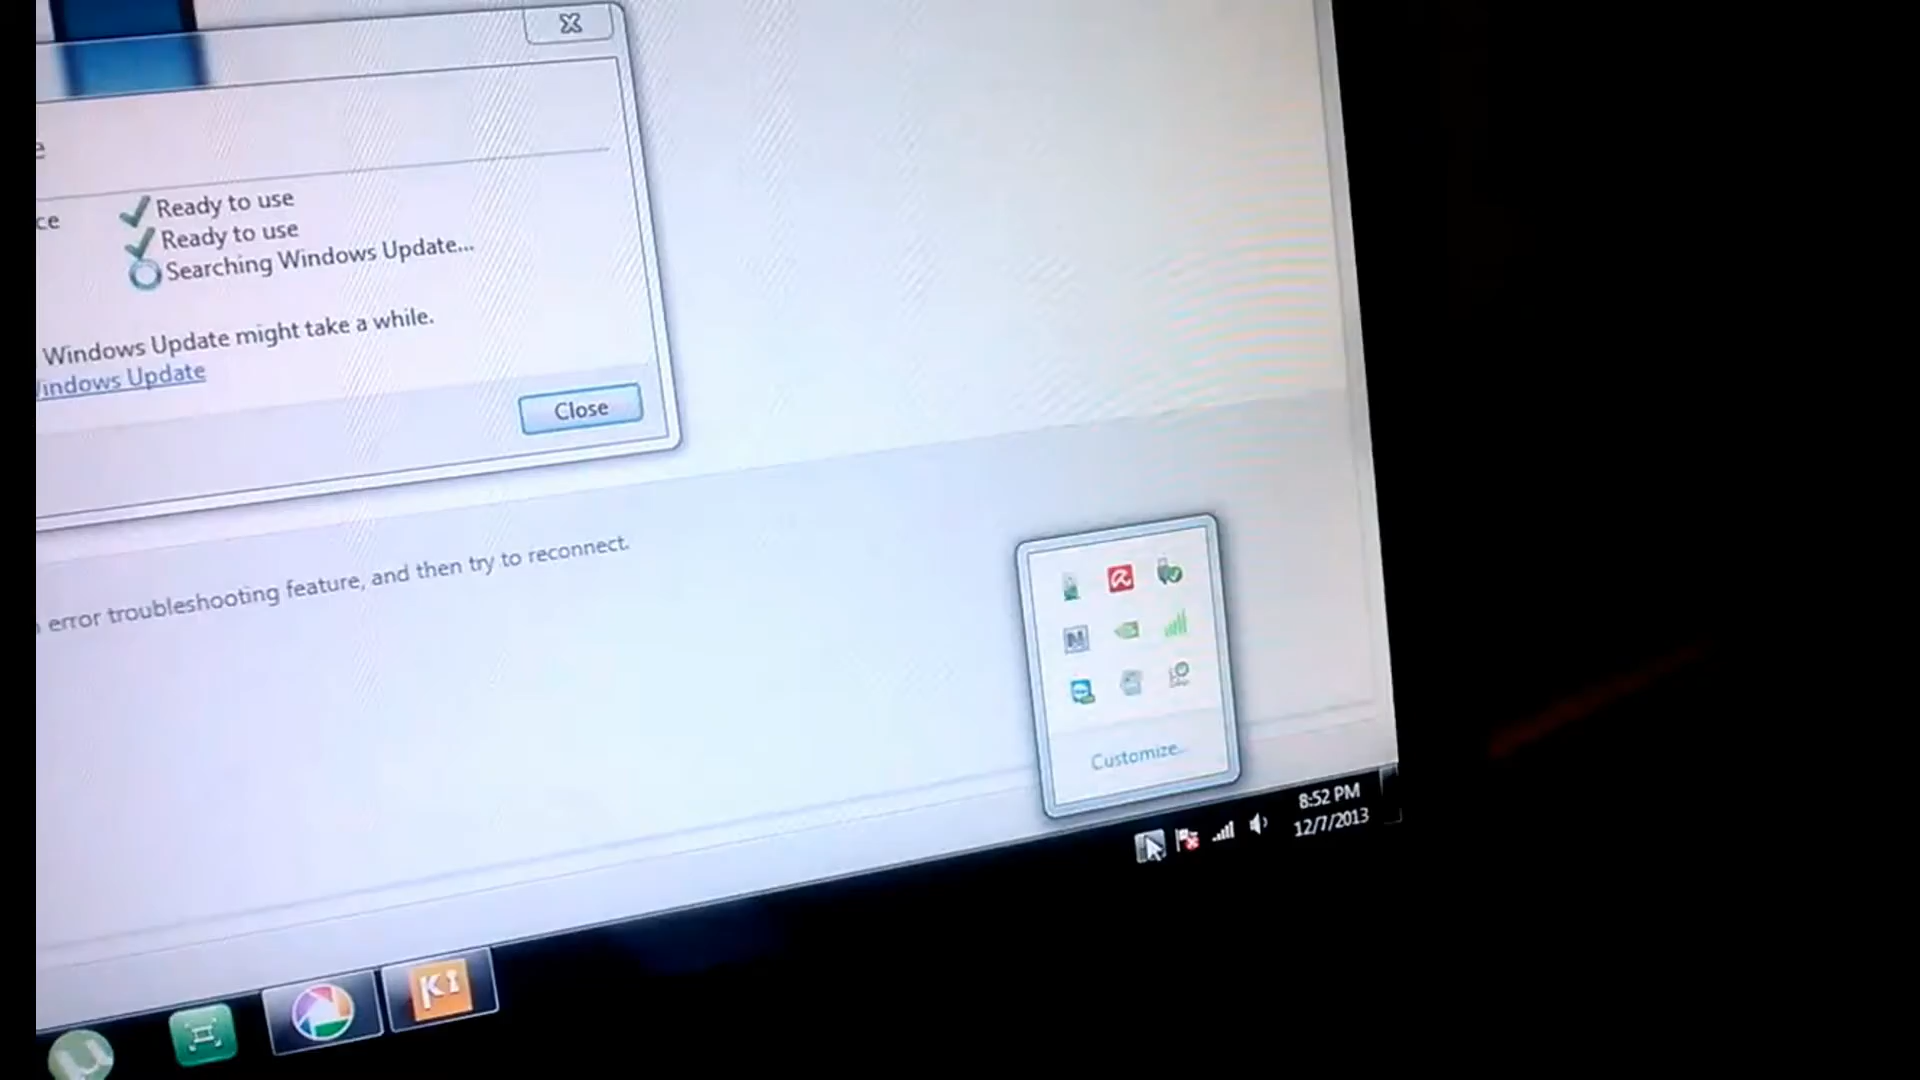 ce
Ready to use
Ready to use
Searching Windows Update...
Windows Update might take a while.
Windows Update
Close
error troubleshooting feature, and then try to reconnect.
Customize...
8:52 PM
12/7/2013